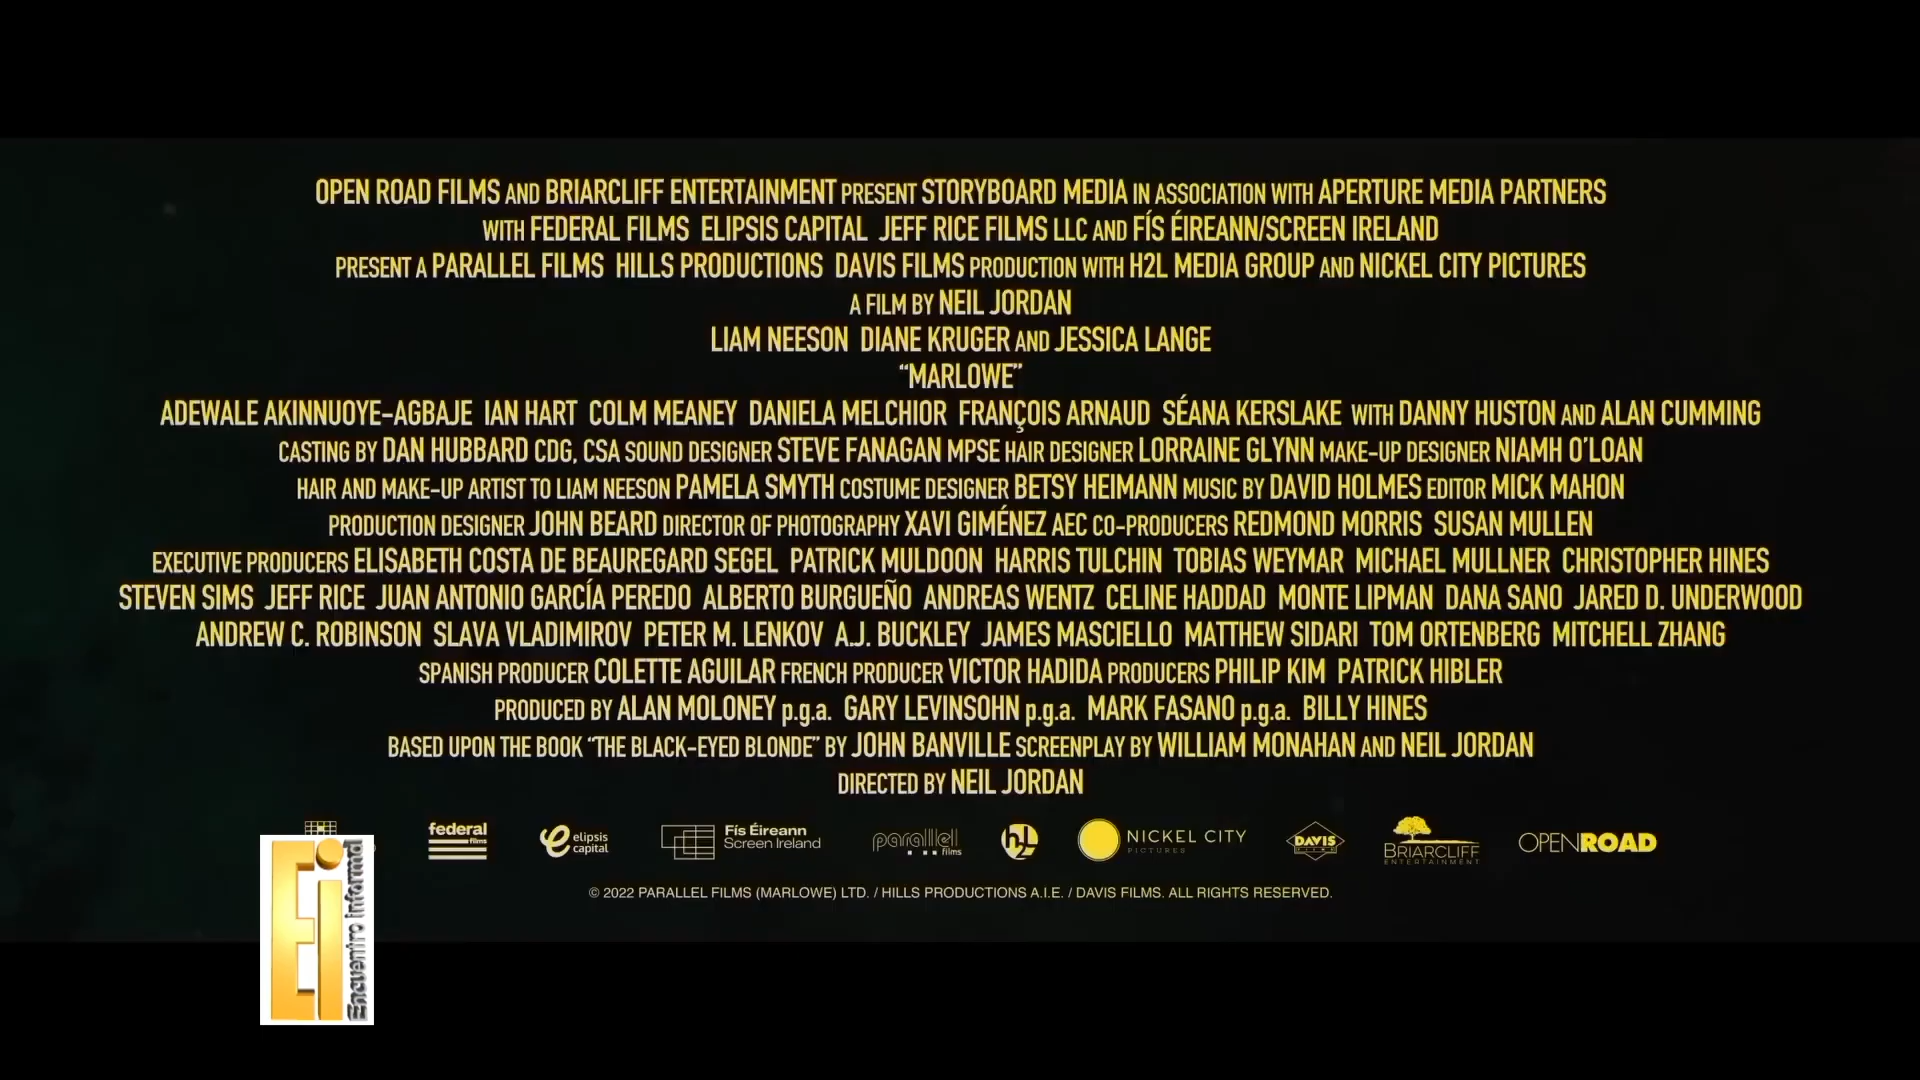 OPEN ROAD FILMS AND BRIARCLIFF ENTERTAINMENT PRESENT STORYBOARD MEDIA IN ASSOCIATION WITH APERTURE MEDIA PARTNERS
WITH FEDERAL FILMS ELIPSIS CAPITAL JEFF RICE FILMS LLC AND FÍS ÉIREANN/SCREEN IRELAND
PRESENT A PARALLEL FILMS HILLS PRODUCTIONS DAVIS FILMS PRODUCTION WITH H2L MEDIA GROUP AND NICKEL CITY PICTURES
A FILM BY NEIL JORDAN
LIAM NEESON DIANE KRUGER AND JESSICA LANGE
“MARLOWE”
ADEWALE AKINNUOYE-AGBAJE IAN HART COLM MEANEY DANIELA MELCHIOR FRANÇOIS ARNAUD SÉANA KERSLAKE WITH DANNY HUSTON AND ALAN CUMMING
CASTING BY DAN HUBBARD CDG, CSA SOUND DESIGNER STEVE FANAGAN MPSE HAIR DESIGNER LORRAINE GLYNN MAKE-UP DESIGNER NIAMH O'LOAN
HAIR AND MAKE-UP ARTIST TO LIAM NEESON PAMELA SMYTH COSTUME DESIGNER BETSY HEIMANN MUSIC BY DAVID HOLMES EDITOR MICK MAHON
PRODUCTION DESIGNER JOHN BEARD DIRECTOR OF PHOTOGRAPHY XAVI GIMÉNEZ AEC CO-PRODUCERS REDMOND MORRIS SUSAN MULLEN
EXECUTIVE PRODUCERS ELISABETH COSTA DE BEAUREGARD SEGEL PATRICK MULDOON HARRIS TULCHIN TOBIAS WEYMAR MICHAEL MULLNER CHRISTOPHER HINES
STEVEN SIMS JEFF RICE JUAN ANTONIO GARCÍA PEREDO ALBERTO BURGUEÑO ANDREAS WENTZ CELINE HADDAD MONTE LIPMAN DANA SANO JARED D. UNDERWOOD
ANDREW C. ROBINSON SLAVA VLADIMIROV PETER M. LENKOV A.J. BUCKLEY JAMES MASCIELLO MATTHEW SIDARI TOM ORTENBERG MITCHELL ZHANG
SPANISH PRODUCER COLETTE AGUILAR FRENCH PRODUCER VICTOR HADIDA PRODUCERS PHILIP KIM PATRICK HIBLER
PRODUCED BY ALAN MOLONEY p.g.a. GARY LEVINSOHN p.g.a. MARK FASANO p.g.a. BILLY HINES
BASED UPON THE BOOK “THE BLACK-EYED BLONDE” BY JOHN BANVILLE SCREENPLAY BY WILLIAM MONAHAN AND NEIL JORDAN
DIRECTED BY NEIL JORDAN
federal films
elipsis capital
Fís Éireann
Screen Ireland
parallel films
h2L
NICKEL CITY
PICTURES
DAVIS FILMS
BRIARCLIFF
ENTERTAINMENT
OPENROAD
© 2022 PARALLEL FILMS (MARLOWE) LTD. / HILLS PRODUCTIONS A.I.E. / DAVIS FILMS. ALL RIGHTS RESERVED.
Ei
Encuentro informal